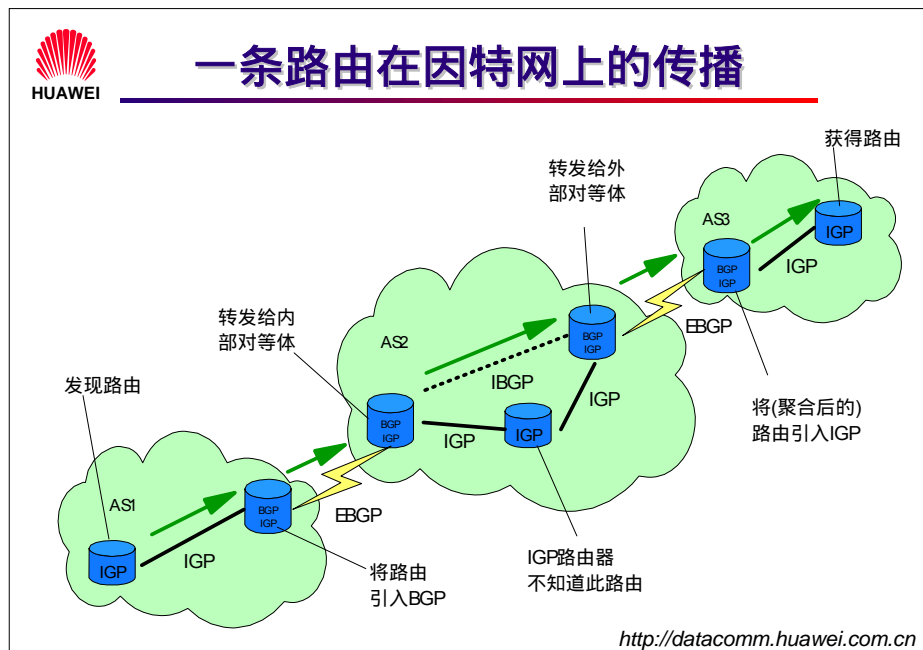 HUAWEI
一条路由在因特网上的传播
获得路由
转发给外
部对等体
AS3
IGP
BGP
IGP
IGP
转发给内
部对等体
AS2
BGP
IGP
EBGP
IBGP
发现路由
BGP
IGP
IGP
IGP
IGP
将(聚合后的)
路由引入IGP
AS1
BGP
IGP
EBGP
IGP
IGP
将路由
引入BGP
IGP路由器
不知道此路由
http://datacomm.huawei.com.cn